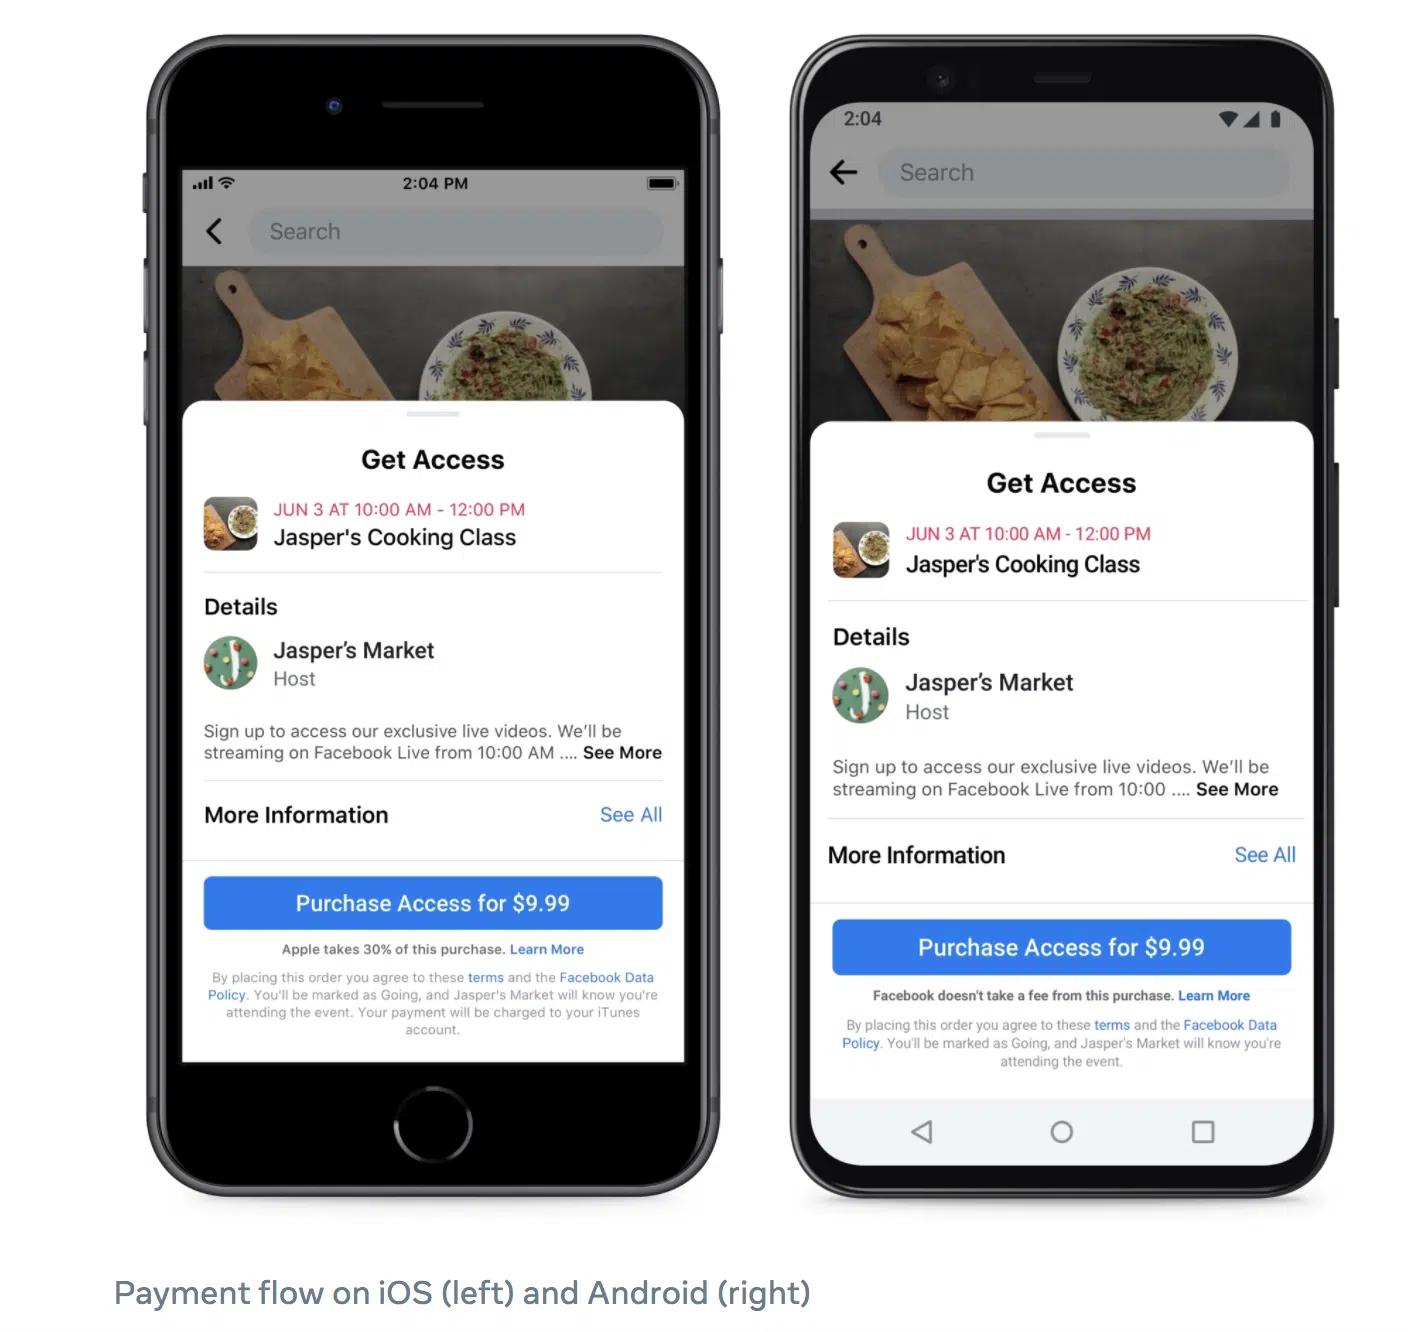 2:04 PM
Search
Get Access
JUN 3 AT 10:00 AM - 12:00 PM
Jasper's Cooking Class
Details
Jasper’s Market
Host
Sign up to access our exclusive live videos. We’ll be
streaming on Facebook Live from 10:00 AM .... See More
More Information
See All
Purchase Access for $9.99
Apple takes 30% of this purchase. Learn More
By placing this order you agree to these terms and the Facebook Data
Policy. You'll be marked as Going, and Jasper's Market will know you're
attending the event. Your payment will be charged to your iTunes
account.
2:04
Search
Get Access
JUN 3 AT 10:00 AM - 12:00 PM
Jasper's Cooking Class
Details
Jasper’s Market
Host
Sign up to access our exclusive live videos. We’ll be
streaming on Facebook Live from 10:00 .... See More
More Information
See All
Purchase Access for $9.99
Facebook doesn't take a fee from this purchase. Learn More
By placing this order you agree to these terms and the Facebook Data
Policy. You'll be marked as Going, and Jasper's Market will know you're
attending the event.
Payment flow on iOS (left) and Android (right)